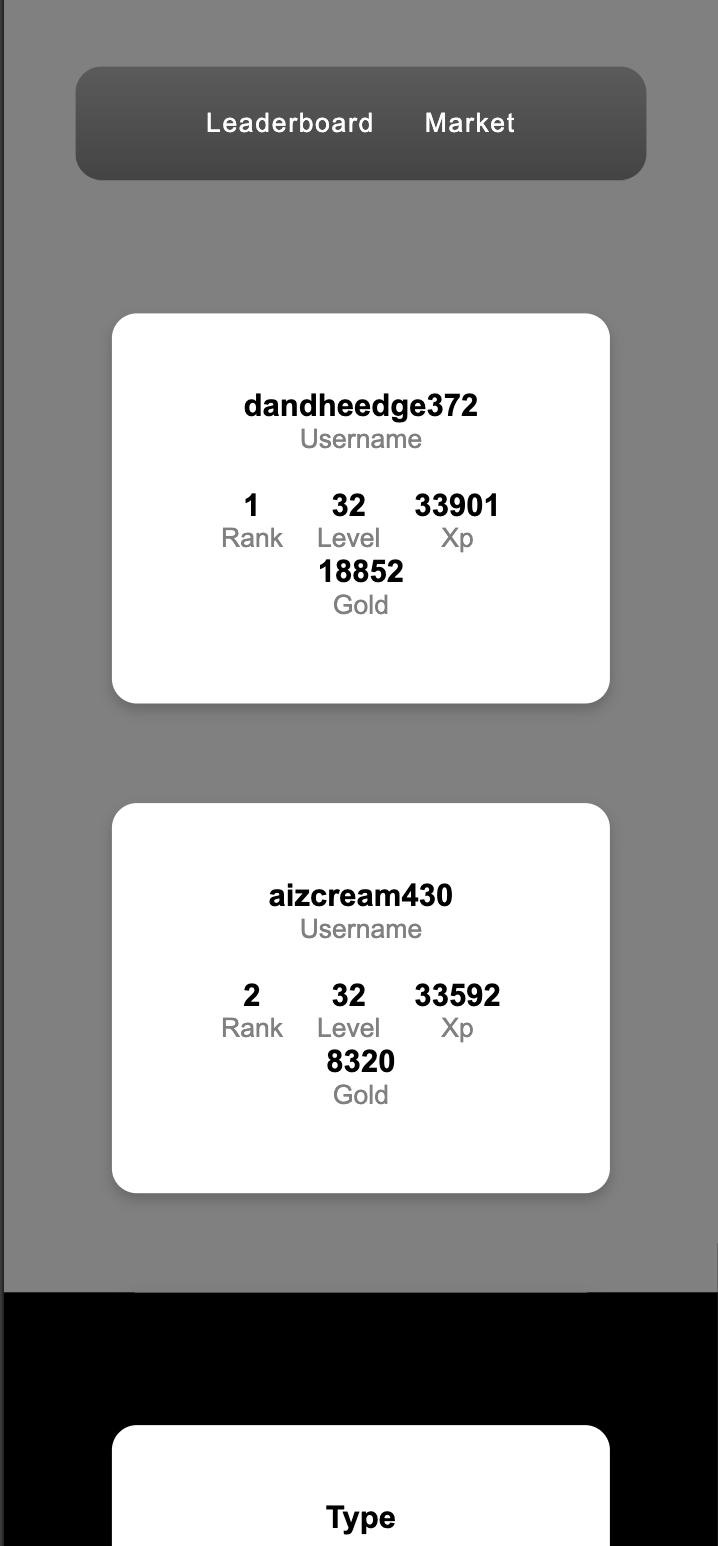 Leaderboard Market
dandheedge372
Username
1 32 33901
Rank Level Xp
18852
Gold
aizcream430
Username
2 32 33592
Rank Level Xp
8320
Gold
Type